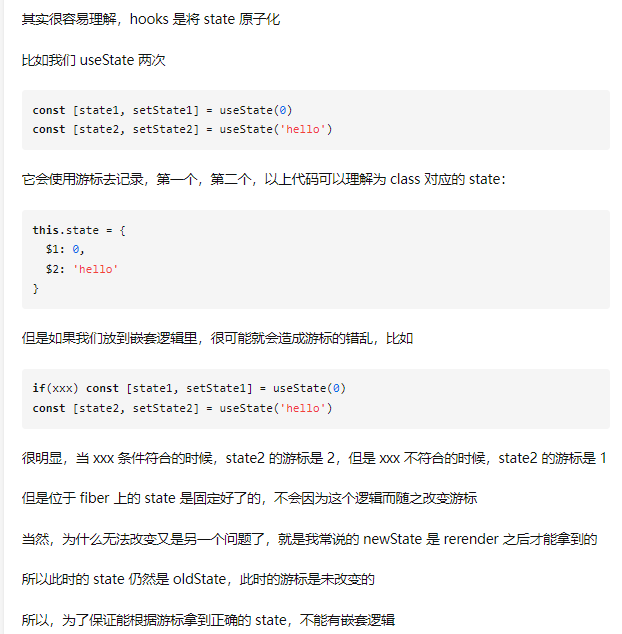 其实很容易理解，hooks 是将 state 原子化
比如我们 useState 两次
const [state1, setState1] = useState(0)
const [state2, setState2] = useState('hello')
它会使用游标去记录，第一个，第二个，以上代码可以理解为 class 对应的 state：
this.state = {
  $1: 0,
  $2: 'hello'
}
但是如果我们放到嵌套逻辑里，很可能就会造成游标的错乱，比如
if(xxx) const [state1, setState1] = useState(0)
const [state2, setState2] = useState('hello')
很明显，当 xxx 条件符合的时候，state2 的游标是 2，但是 xxx 不符合的时候，state2 的游标是 1
但是位于 fiber 上的 state 是固定好了的，不会因为这个逻辑而随之改变游标
当然，为什么无法改变又是另一个问题了，就是我常说的 newState 是 rerender 之后才能拿到的
所以此时的 state 仍然是 oldState，此时的游标是未改变的
所以，为了保证能根据游标拿到正确的 state，不能有嵌套逻辑